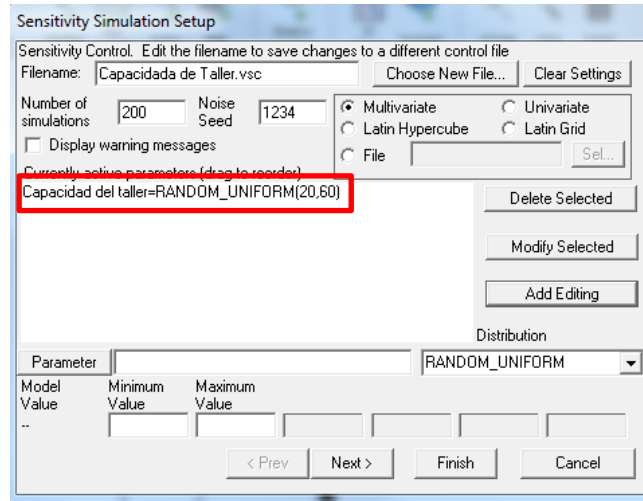 Sensitivity Simulation Setup
Sensitivity Control. Edit the filename to save changes to a different control file
Filename: Capacidada de Taller.vsc Choose New File... Clear Settings
Number of simulations 200 Noise Seed 1234
Multivariate Univariate
Latin Hypercube Latin Grid
File Sel...
Display warning messages
Currently active parameters (drag to reorder)
Capacidad del taller=RANDOM_UNIFORM(20,60)
Delete Selected
Modify Selected
Add Editing
Distribution
Parameter RANDOM_UNIFORM
Model Value Minimum Value Maximum Value
--
< Prev Next > Finish Cancel